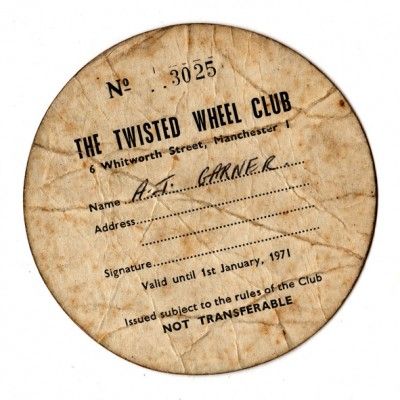 Nº ..3025
THE TWISTED WHEEL CLUB
6 Whitworth Street, Manchester 1
Name A.J. GARNER
Address
Signature
Valid until 1st January, 1971
Issued subject to the rules of the Club
NOT TRANSFERABLE